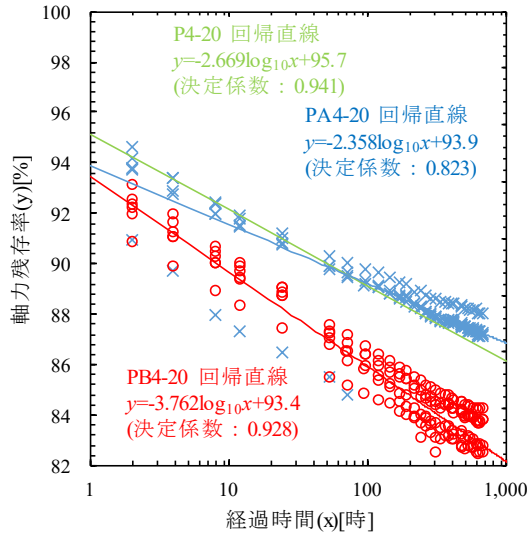 100
98
96
94
92
90
88
86
84
82
軸力残存率(y)[%]
P4-20 回帰直線
y=-2.669log10x+95.7
(決定係数：0.941)
PA4-20 回帰直線
y=-2.358log10x+93.9
(決定係数：0.823)
PB4-20 回帰直線
y=-3.762log10x+93.4
(決定係数：0.928)
1 10 100 1,000
経過時間(x)[時]